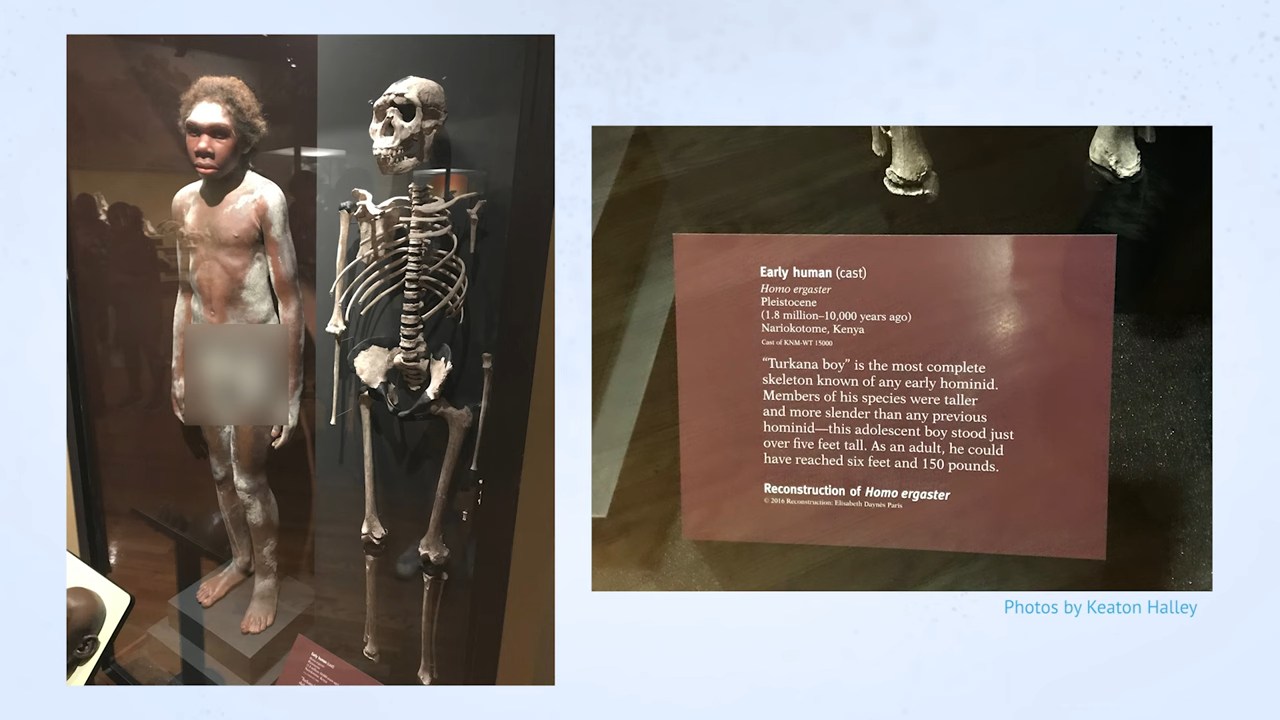 Early human (cast)
Homo ergaster
Pleistocene
(1.8 million–10,000 years ago)
Nariokotome, Kenya
Cast of KNM-WT 15000
“Turkana boy” is the most complete
skeleton known of any early hominid.
Members of his species were taller
and more slender than any previous
hominid—this adolescent boy stood just
over five feet tall. As an adult, he could
have reached six feet and 150 pounds.
Reconstruction of Homo ergaster
© 2016 Reconstruction: Elisabeth Daynès Paris
Photos by Keaton Halley
Early human (cast)